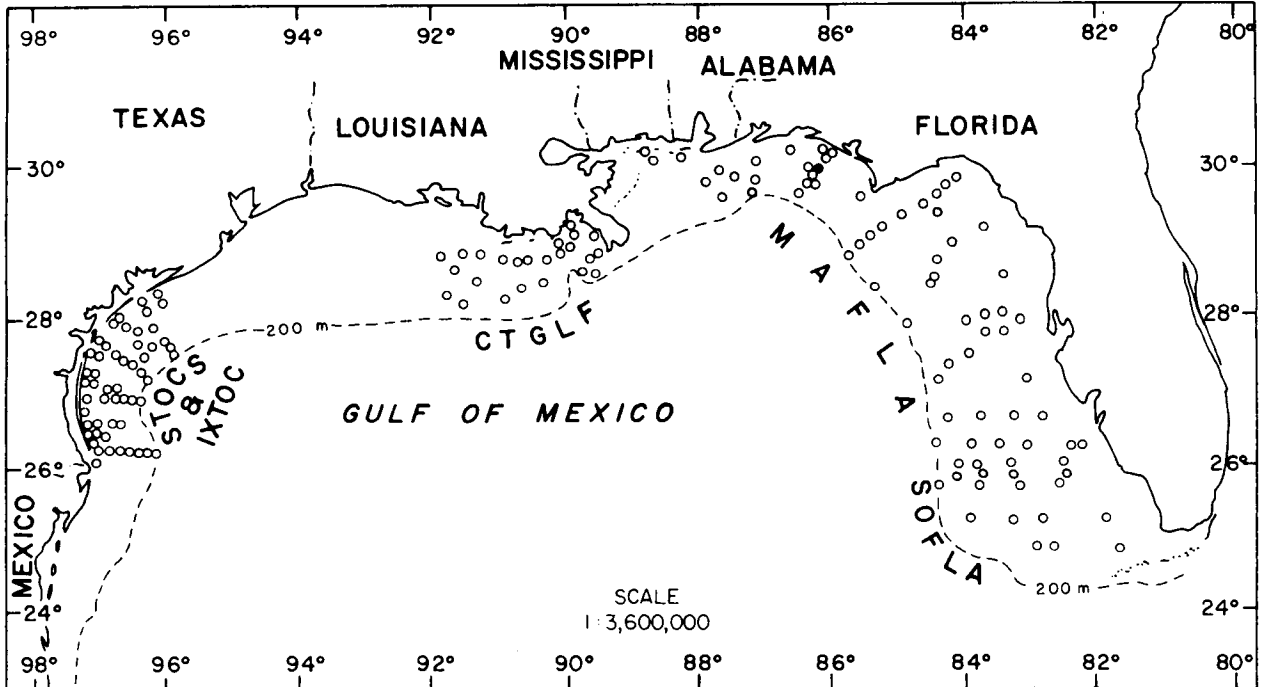 98° 96° 94° 92° 90° 88° 86° 84° 82° 80°
MISSISSIPPI ALABAMA
TEXAS LOUISIANA FLORIDA
30° 30°
MAFLA
28° 200 m CTGLF 28°
STOCS
&
IXTOC
GULF OF MEXICO
26° 26°
SOFLA
MEXICO
SCALE
1:3,600,000
200 m
24° 24°
98° 96° 94° 92° 90° 88° 86° 84° 82° 80°